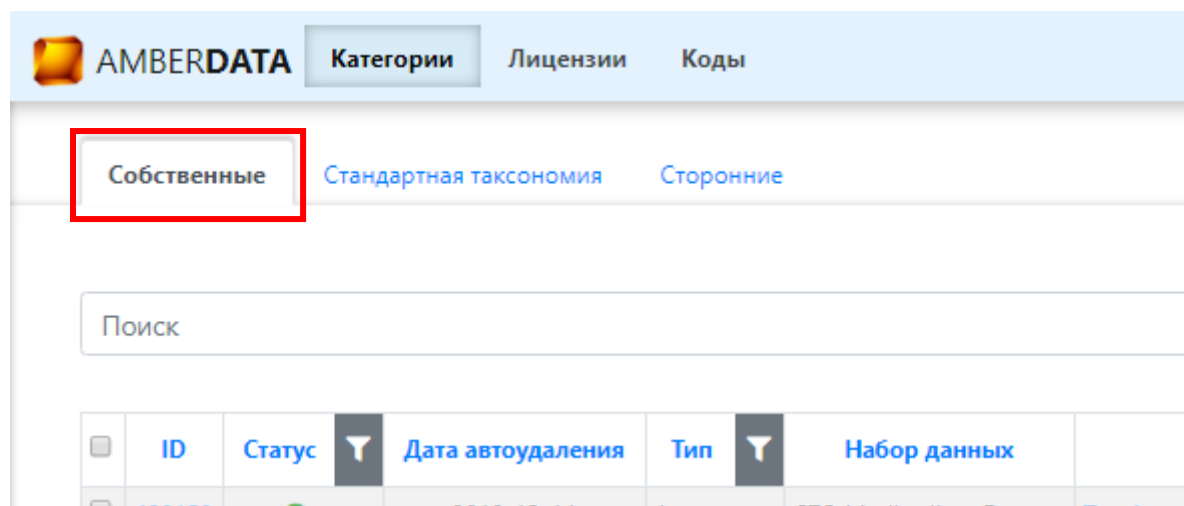 AMBERDATA Категории Лицензии Коды
Собственные Стандартная таксономия Сторонние
Поиск
ID Статус Дата автоудаления Тип Набор данных